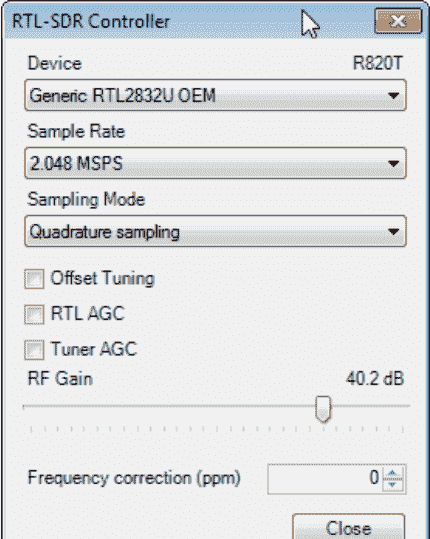 RTL-SDR Controller
Device R820T
Generic RTL2832U OEM
Sample Rate
2.048 MSPS
Sampling Mode
Quadrature sampling
Offset Tuning
RTL AGC
Tuner AGC
RF Gain 40.2 dB
Frequency correction (ppm) 0
Close